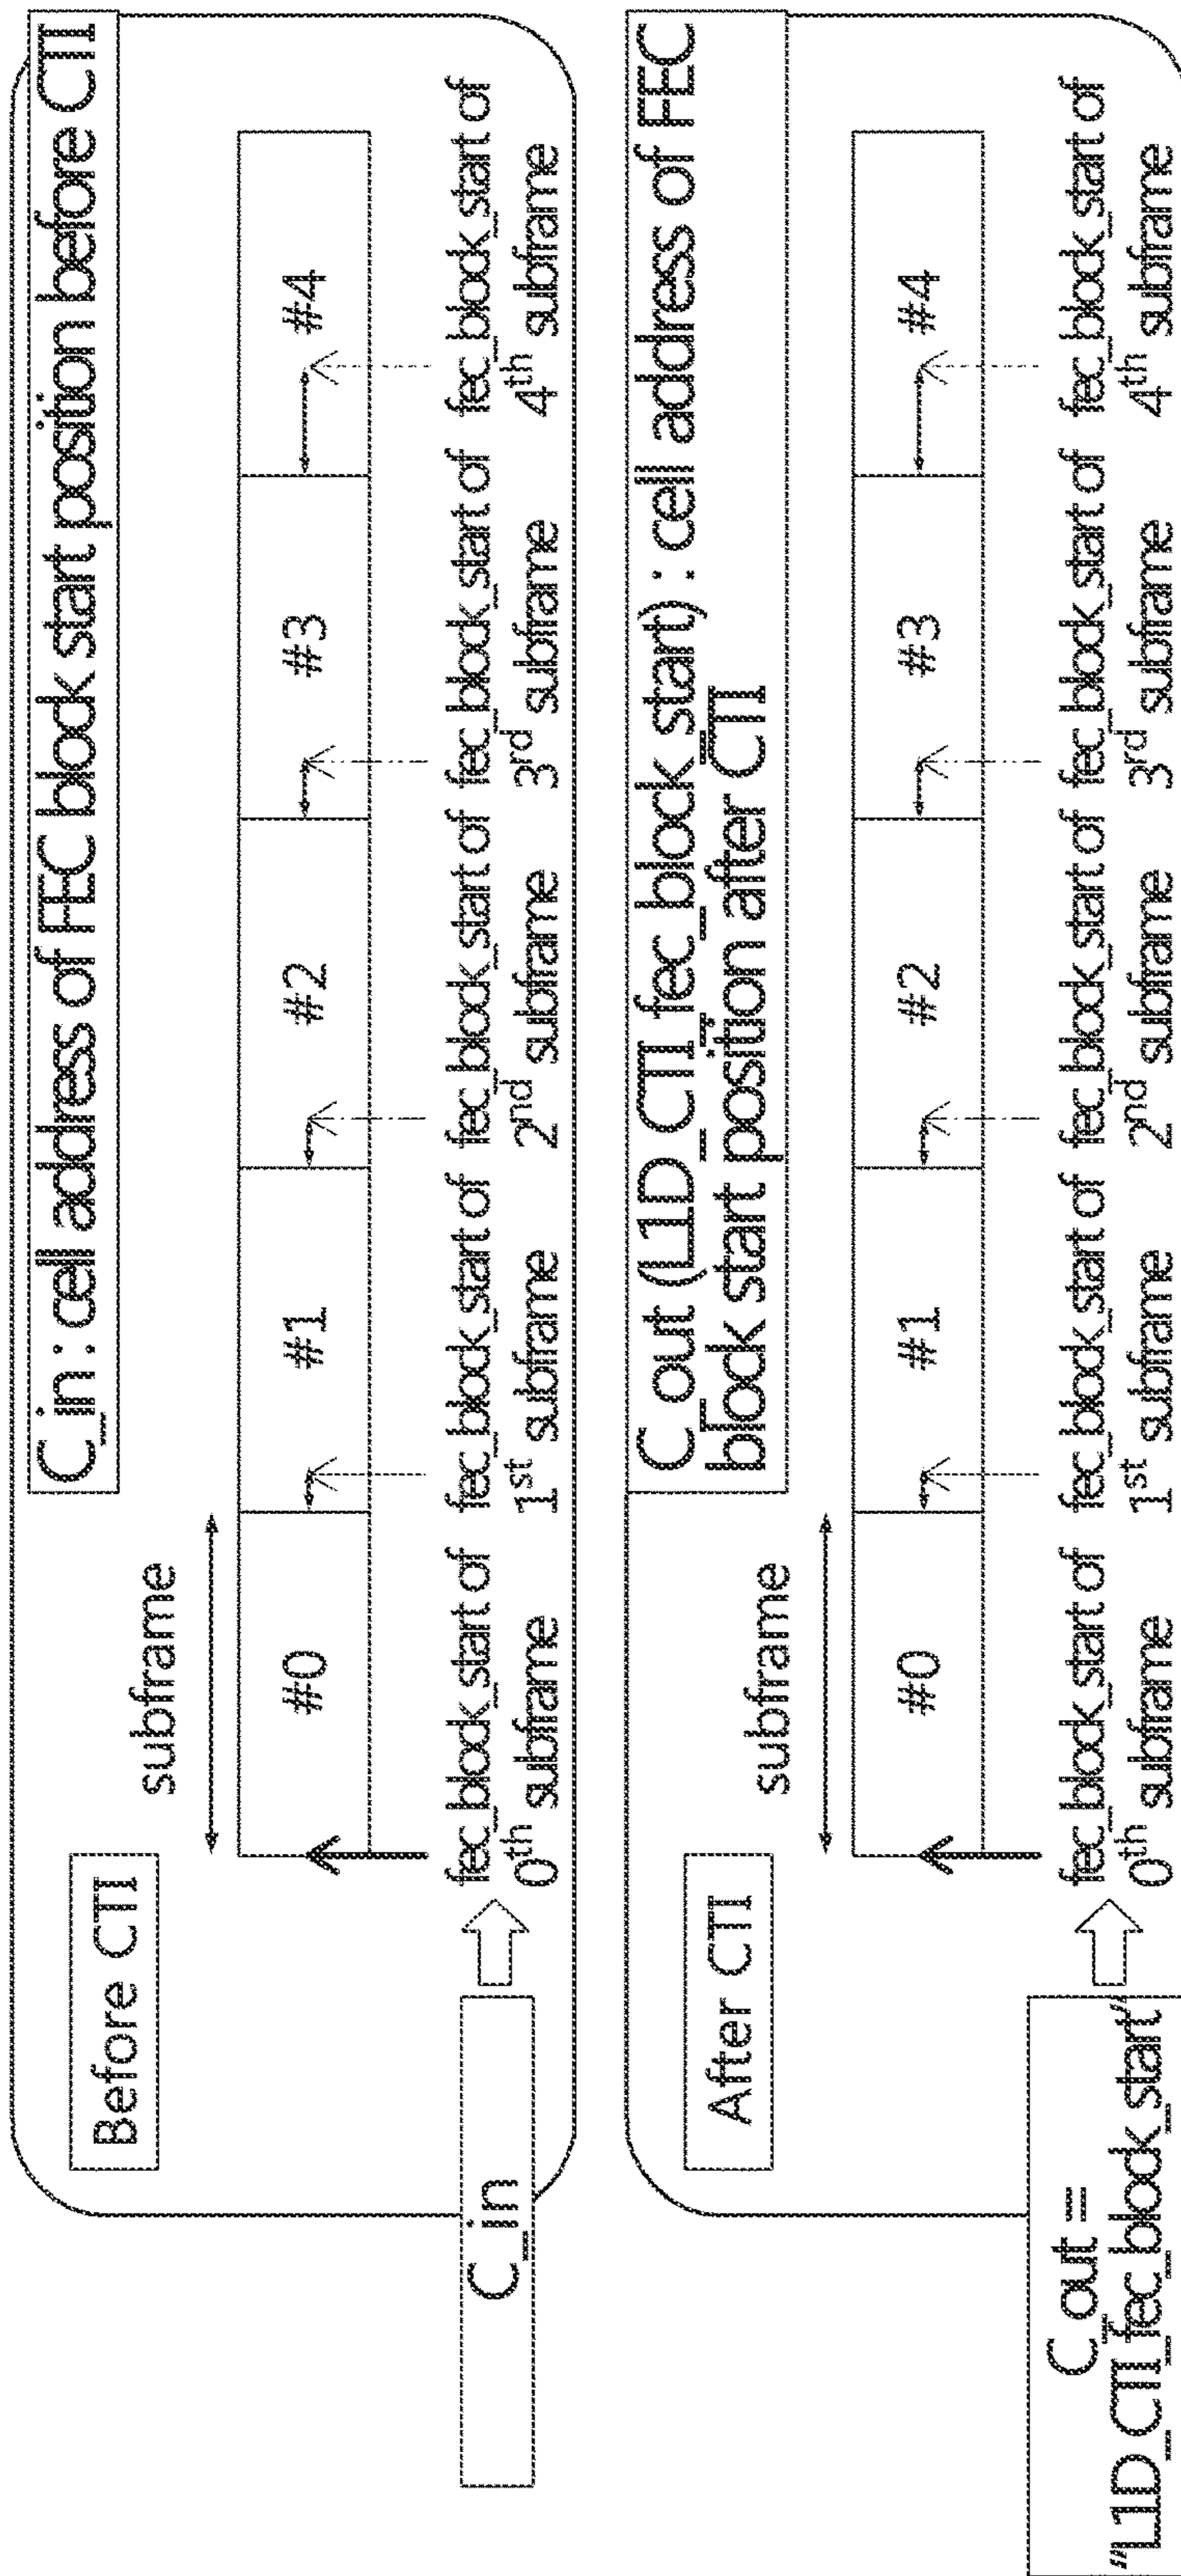 C_in : cell address of FEC block start position before CTI
Before CTI
subframe
#0 #1 #2 #3 #4
fec_block_start of 0th subframe
fec_block_start of 1st subframe
fec_block_start of 2nd subframe
fec_block_start of 3rd subframe
fec_block_start of 4th subframe
C_in
C_out (L1D_CTI_fec_block_start) : cell address of FEC
block start position after CTI
After CTI
subframe
#0 #1 #2 #3 #4
fec_block_start of 0th subframe
fec_block_start of 1st subframe
fec_block_start of 2nd subframe
fec_block_start of 3rd subframe
fec_block_start of 4th subframe
C_out =
“L1D_CTI_fec_block_start”